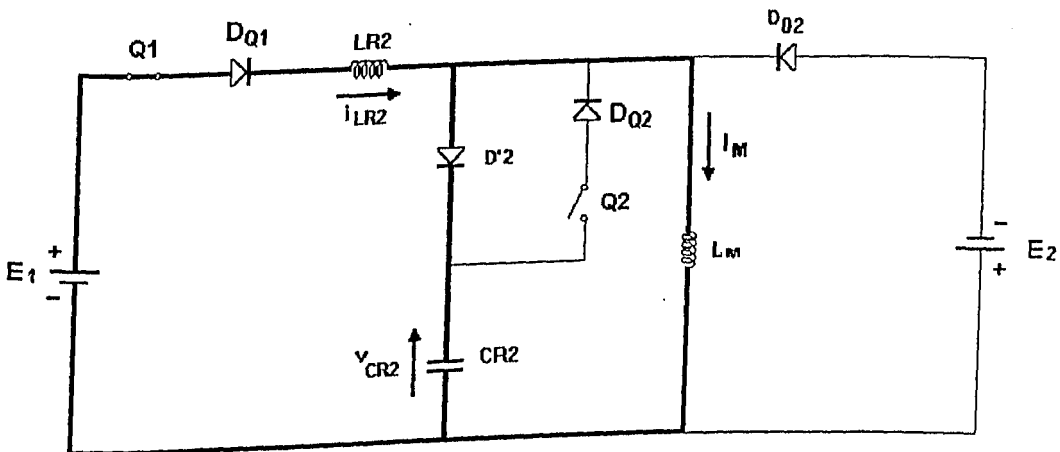 Q1
DQ1
LR2
iLR2
D02
D'2
DQ2
Q2
IM
LM
+
E1
-
-
E2
+
vCR2
CR2